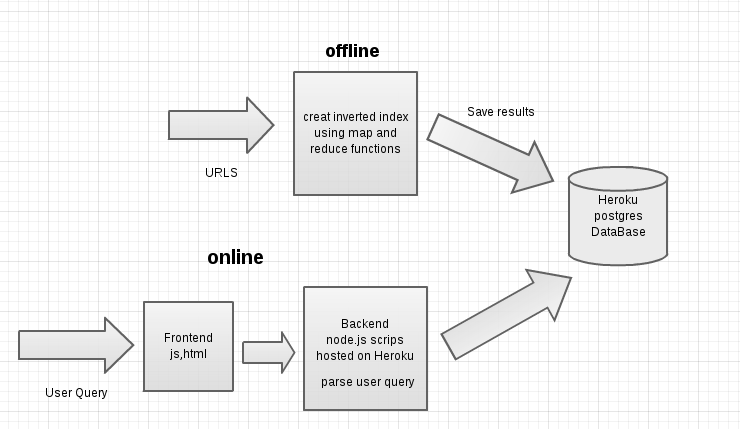 offline
creat inverted index
using map and
reduce functions
Save results
URLS
Heroku
postgres
DataBase
online
Frontend
js,html
Backend
node.js scrips
hosted on Heroku
parse user query
User Query